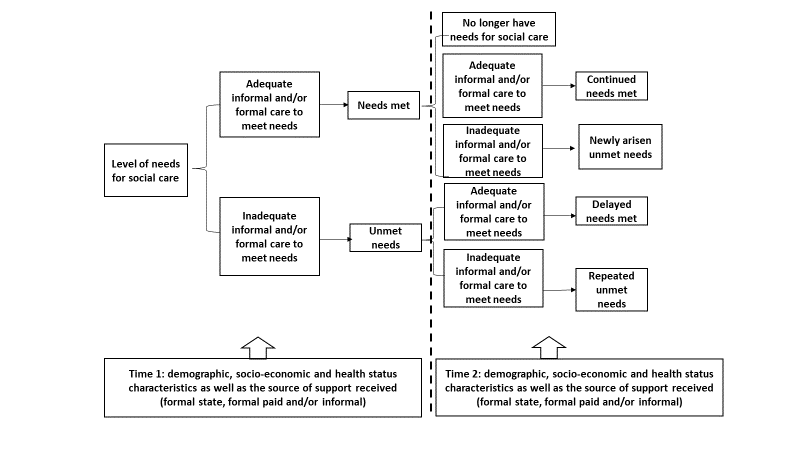 Level of needs
for social care
Adequate
informal and/or
formal care to
meet needs
Needs met
Inadequate
informal and/or
formal care to
meet needs
Unmet
needs
No longer have
needs for social care
Adequate
informal and/or
formal care to
meet needs
Continued
needs met
Inadequate
informal and/or
formal care to
meet needs
Newly arisen
unmet needs
Adequate
informal and/or
formal care to
meet needs
Delayed
needs met
Inadequate
informal and/or
formal care to
meet needs
Repeated
unmet
needs
Time 1: demographic, socio-economic and health status
characteristics as well as the source of support received
(formal state, formal paid and/or informal)
Time 2: demographic, socio-economic and health status
characteristics as well as the source of support received
(formal state, formal paid and/or informal)